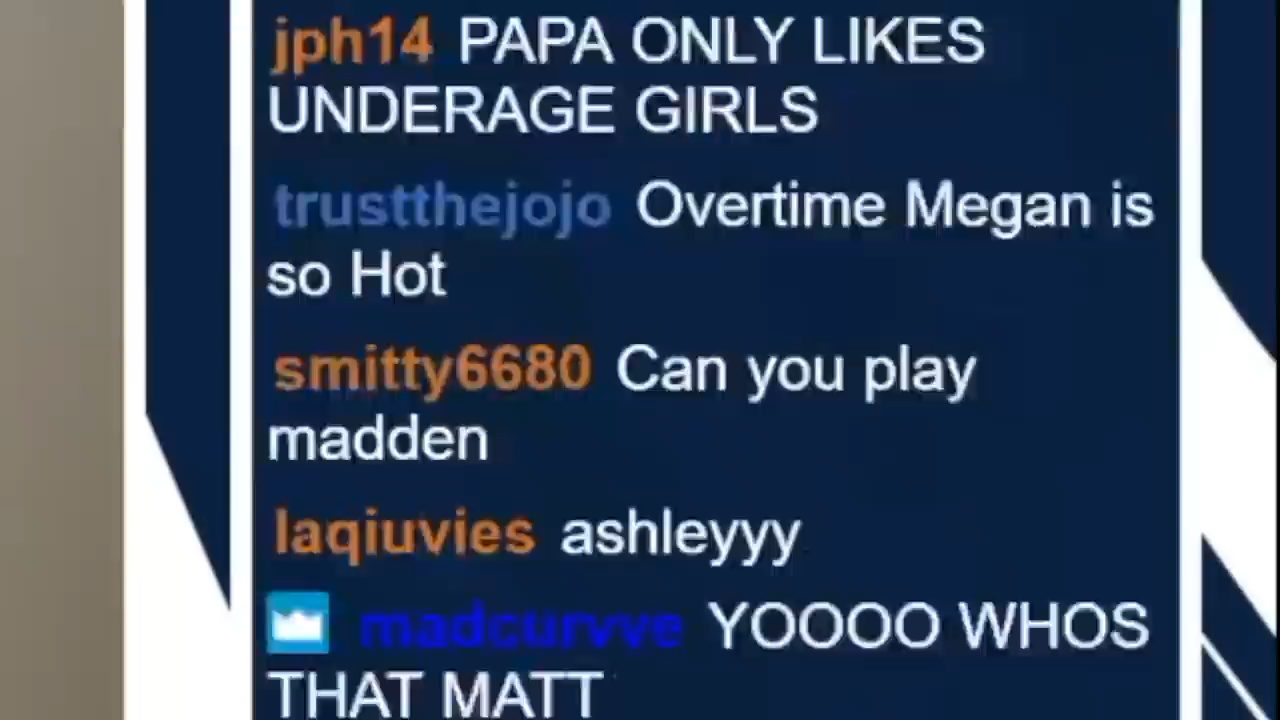 jph14 PAPA ONLY LIKES
UNDERAGE GIRLS
trustthejojo Overtime Megan is
so Hot
smitty6680 Can you play
madden
laqiuvies ashleyyy
madcurvve YOOOO WHOS
THAT MATT